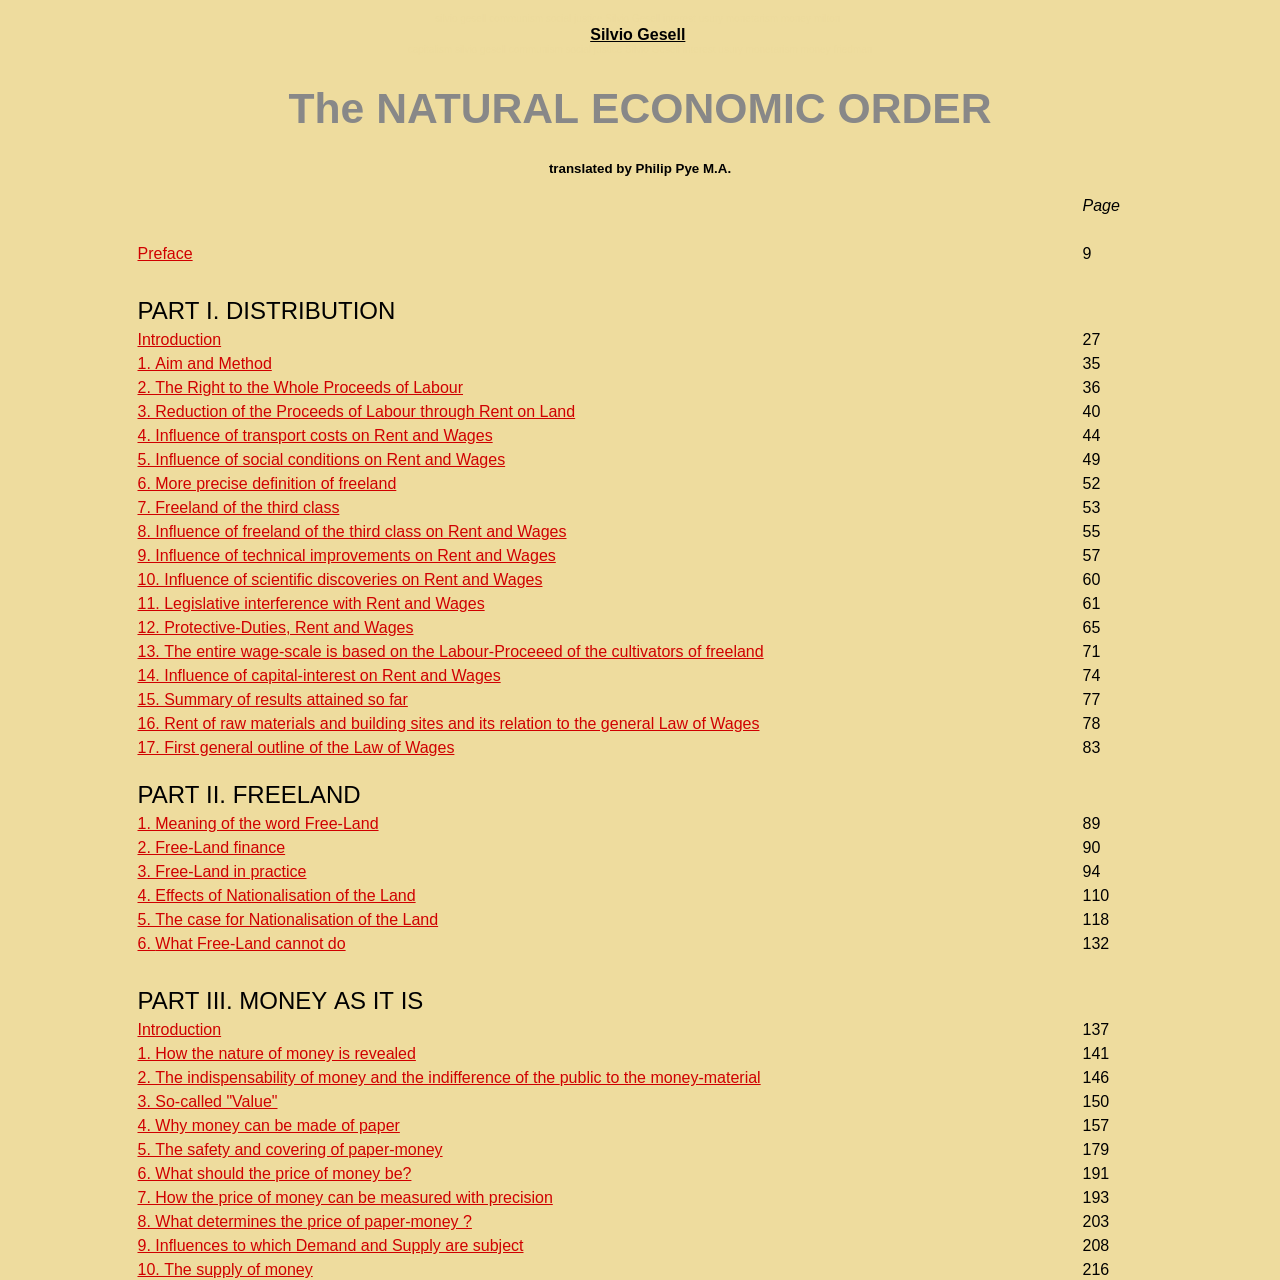 Silvio Gesell
The NATURAL ECONOMIC ORDER
translated by Philip Pye M.A.
Page
Preface 9
PART I. DISTRIBUTION
Introduction 27
1. Aim and Method 35
2. The Right to the Whole Proceeds of Labour 36
3. Reduction of the Proceeds of Labour through Rent on Land 40
4. Influence of transport costs on Rent and Wages 44
5. Influence of social conditions on Rent and Wages 49
6. More precise definition of freeland 52
7. Freeland of the third class 53
8. Influence of freeland of the third class on Rent and Wages 55
9. Influence of technical improvements on Rent and Wages 57
10. Influence of scientific discoveries on Rent and Wages 60
11. Legislative interference with Rent and Wages 61
12. Protective-Duties, Rent and Wages 65
13. The entire wage-scale is based on the Labour-Proceeed of the cultivators of freeland 71
14. Influence of capital-interest on Rent and Wages 74
15. Summary of results attained so far 77
16. Rent of raw materials and building sites and its relation to the general Law of Wages 78
17. First general outline of the Law of Wages 83
PART II. FREELAND
1. Meaning of the word Free-Land 89
2. Free-Land finance 90
3. Free-Land in practice 94
4. Effects of Nationalisation of the Land 110
5. The case for Nationalisation of the Land 118
6. What Free-Land cannot do 132
PART III. MONEY AS IT IS
Introduction 137
1. How the nature of money is revealed 141
2. The indispensability of money and the indifference of the public to the money-material 146
3. So-called "Value" 150
4. Why money can be made of paper 157
5. The safety and covering of paper-money 179
6. What should the price of money be? 191
7. How the price of money can be measured with precision 193
8. What determines the price of paper-money ? 203
9. Influences to which Demand and Supply are subject 208
10. The supply of money 216